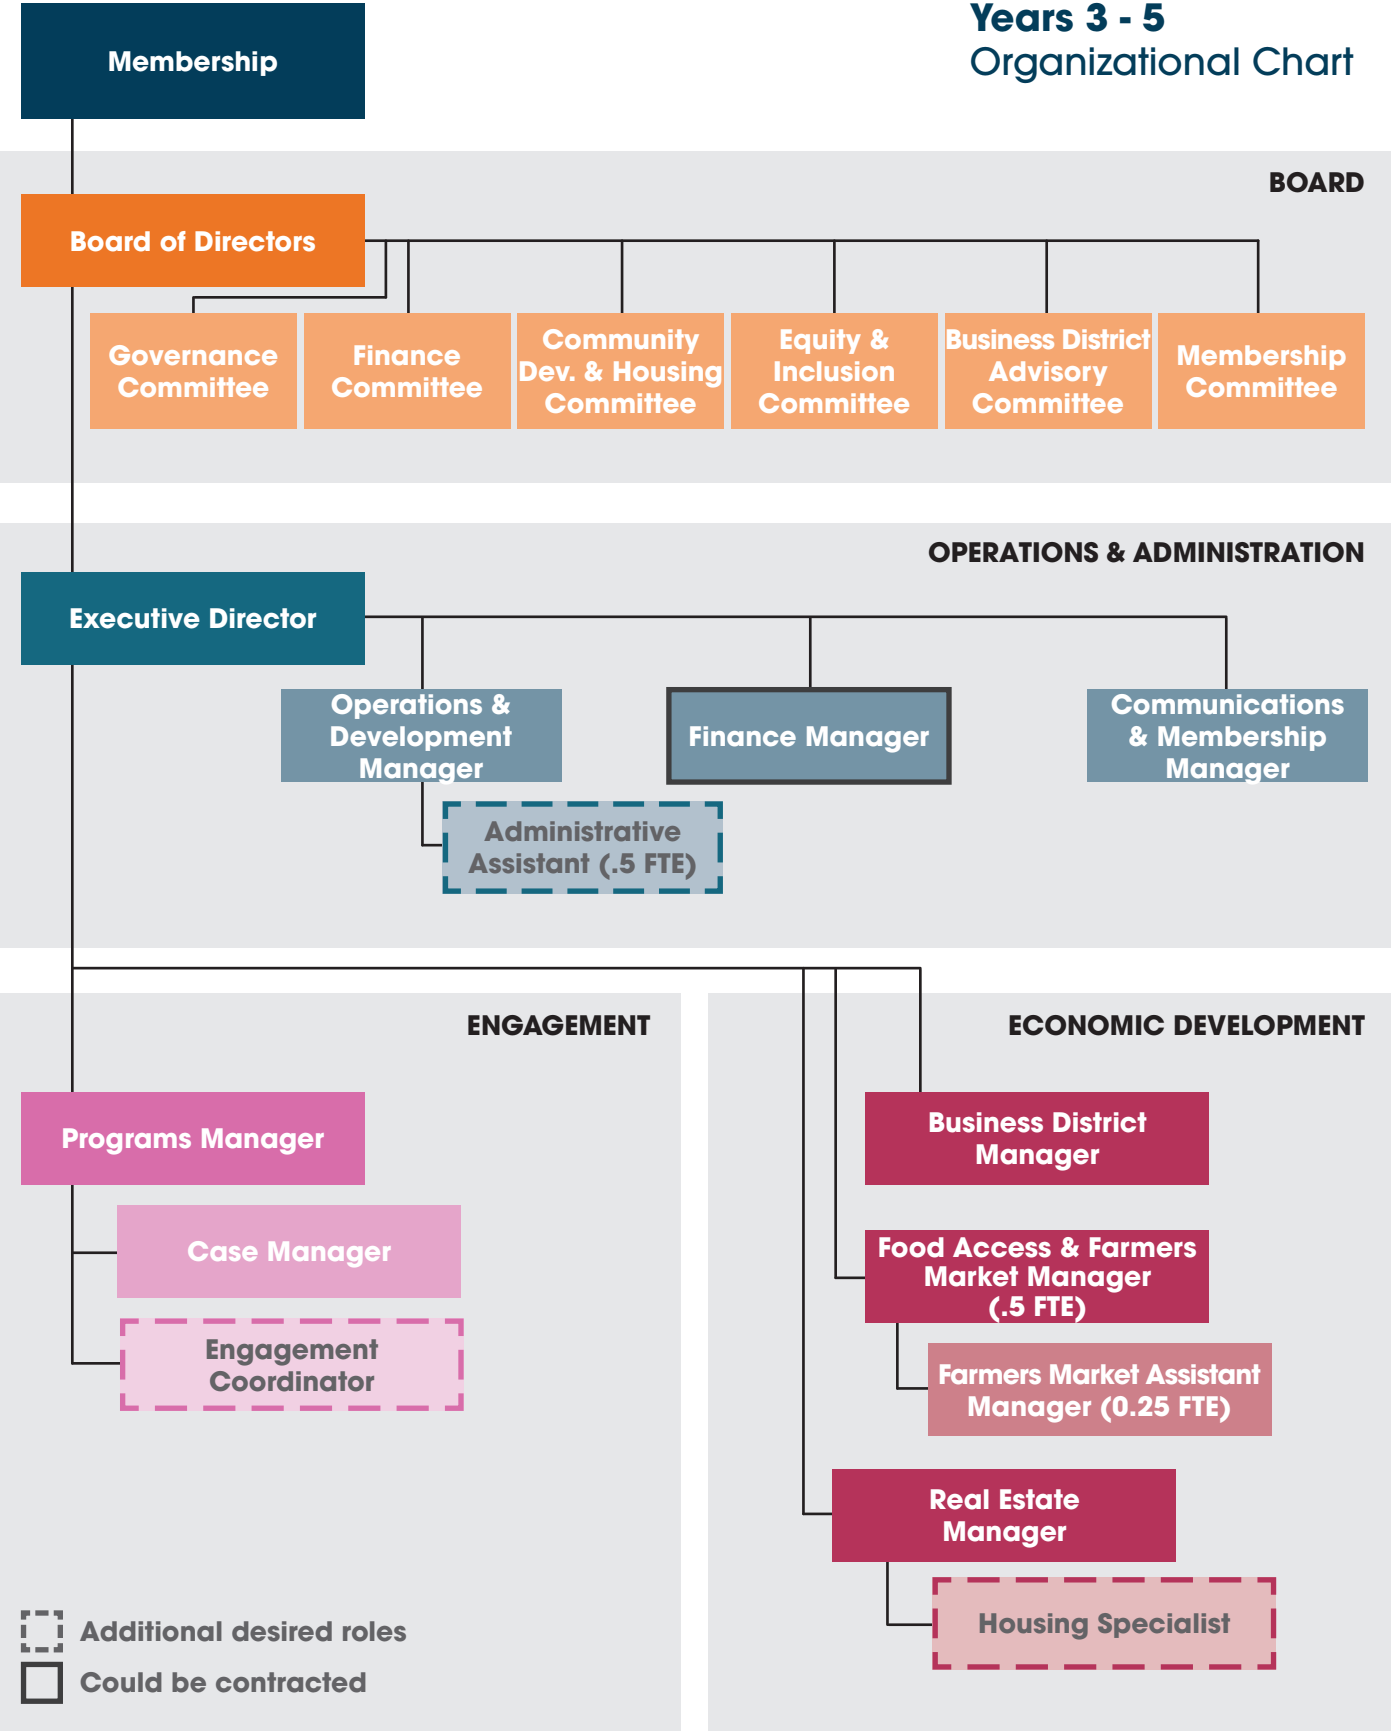 Years 3 - 5
Organizational Chart
Membership
BOARD
Board of Directors
Governance
Committee
Finance
Committee
Community
Dev. & Housing
Committee
Equity &
Inclusion
Committee
Business District
Advisory
Committee
Membership
Committee
OPERATIONS & ADMINISTRATION
Executive Director
Operations &
Development
Manager
Finance Manager
Communications
& Membership
Manager
Administrative
Assistant (.5 FTE)
ENGAGEMENT
Programs Manager
Case Manager
Engagement
Coordinator
ECONOMIC DEVELOPMENT
Business District
Manager
Food Access & Farmers
Market Manager
(.5 FTE)
Farmers Market Assistant
Manager (0.25 FTE)
Real Estate
Manager
Housing Specialist
Additional desired roles
Could be contracted